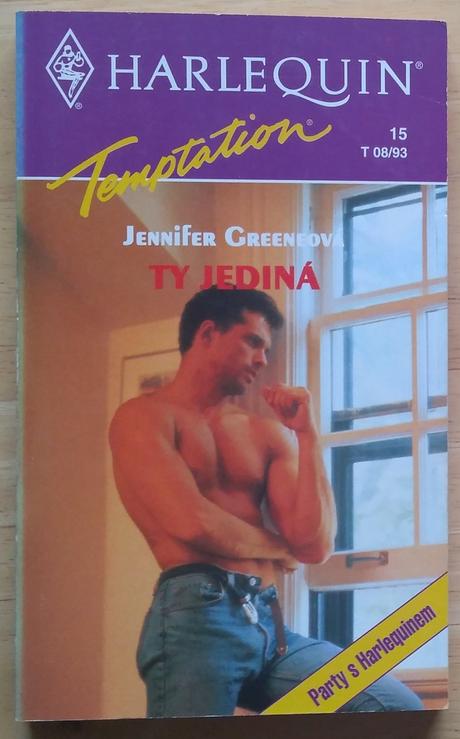 HARLEQUIN®
Temptation®
15
T 08/93
Jennifer Greeneová
TY JEDINÁ
Party s Harlequinem